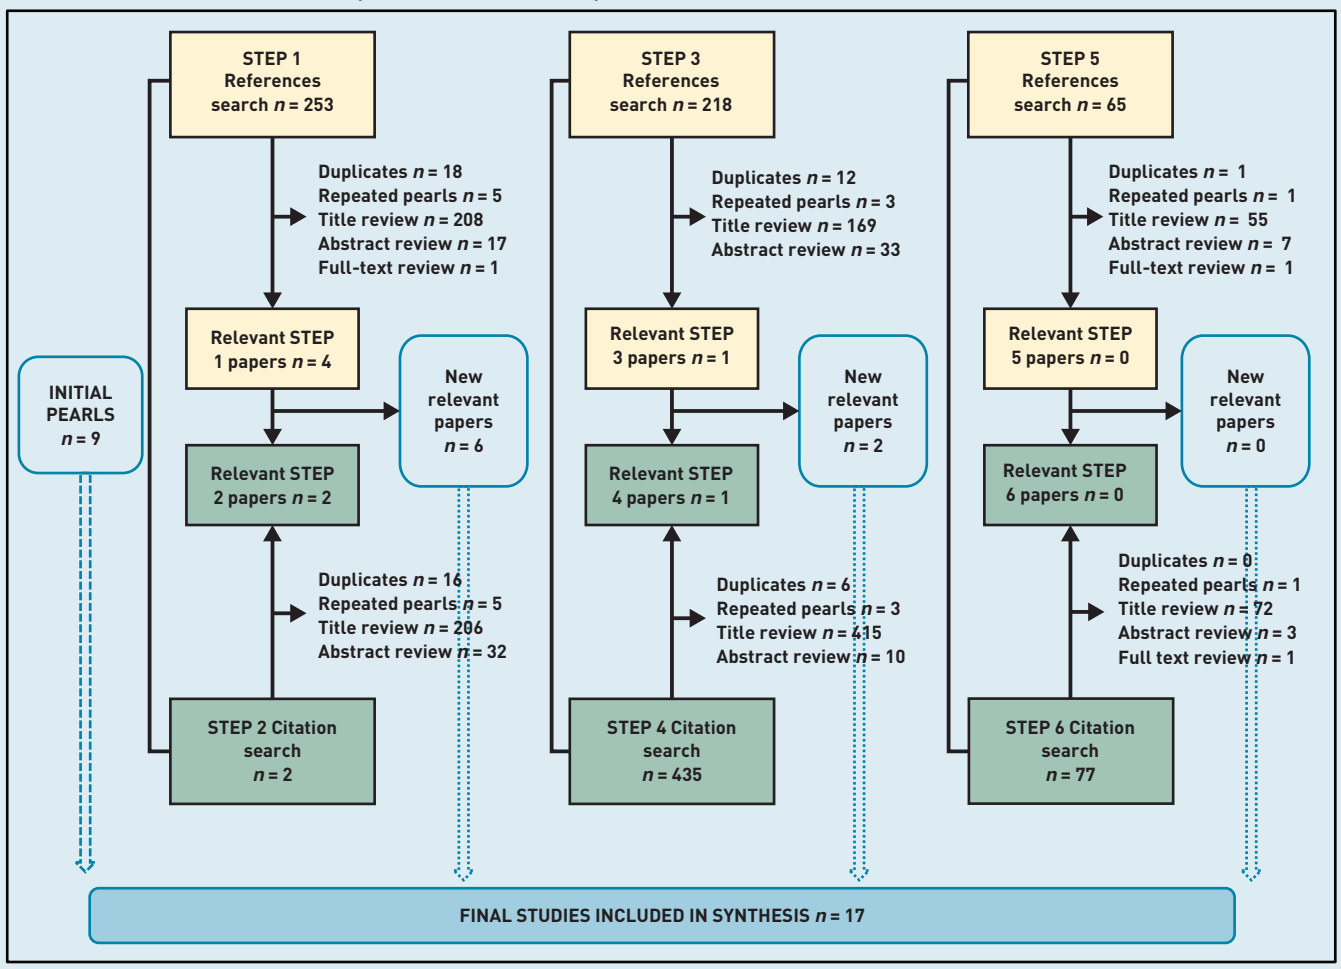 STEP 1
References
search n = 253
Duplicates n = 18
Repeated pearls n = 5
Title review n = 208
Abstract review n = 17
Full-text review n = 1
Relevant STEP
1 papers n = 4
New
relevant
papers
n = 6
Relevant STEP
2 papers n = 2
Duplicates n = 16
Repeated pearls n = 5
Title review n = 206
Abstract review n = 32
STEP 2 Citation
search
n = 2
INITIAL
PEARLS
n = 9
STEP 3
References
search n = 218
Duplicates n = 12
Repeated pearls n = 3
Title review n = 169
Abstract review n = 33
Relevant STEP
3 papers n = 1
New
relevant
papers
n = 2
Relevant STEP
4 papers n = 1
Duplicates n = 6
Repeated pearls n = 3
Title review n = 415
Abstract review n = 10
STEP 4 Citation
search
n = 435
STEP 5
References
search n = 65
Duplicates n = 1
Repeated pearls n = 1
Title review n = 55
Abstract review n = 7
Full-text review n = 1
Relevant STEP
5 papers n = 0
New
relevant
papers
n = 0
Relevant STEP
6 papers n = 0
Duplicates n = 0
Repeated pearls n = 1
Title review n = 72
Abstract review n = 3
Full text review n = 1
STEP 6 Citation
search
n = 77
FINAL STUDIES INCLUDED IN SYNTHESIS n = 17